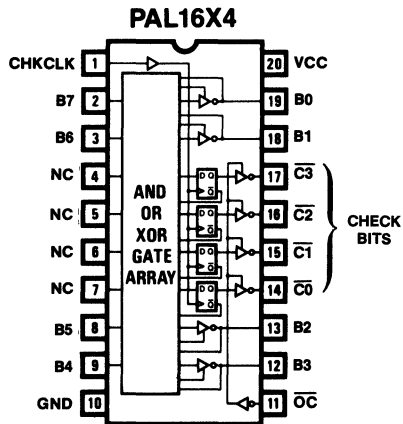 PAL16X4
CHKCLK 1 20 VCC
B7 2 19 B0
B6 3 18 B1
NC 4 D Q Q̅ 17 C̅3̅
NC 5 D Q Q̅ 16 C̅2̅
NC 6 D Q Q̅ 15 C̅1̅
NC 7 D Q Q̅ 14 C̅0̅
B5 8 13 B2
B4 9 12 B3
GND 10 11 O̅C̅
AND
OR
XOR
GATE
ARRAY
CHECK
BITS